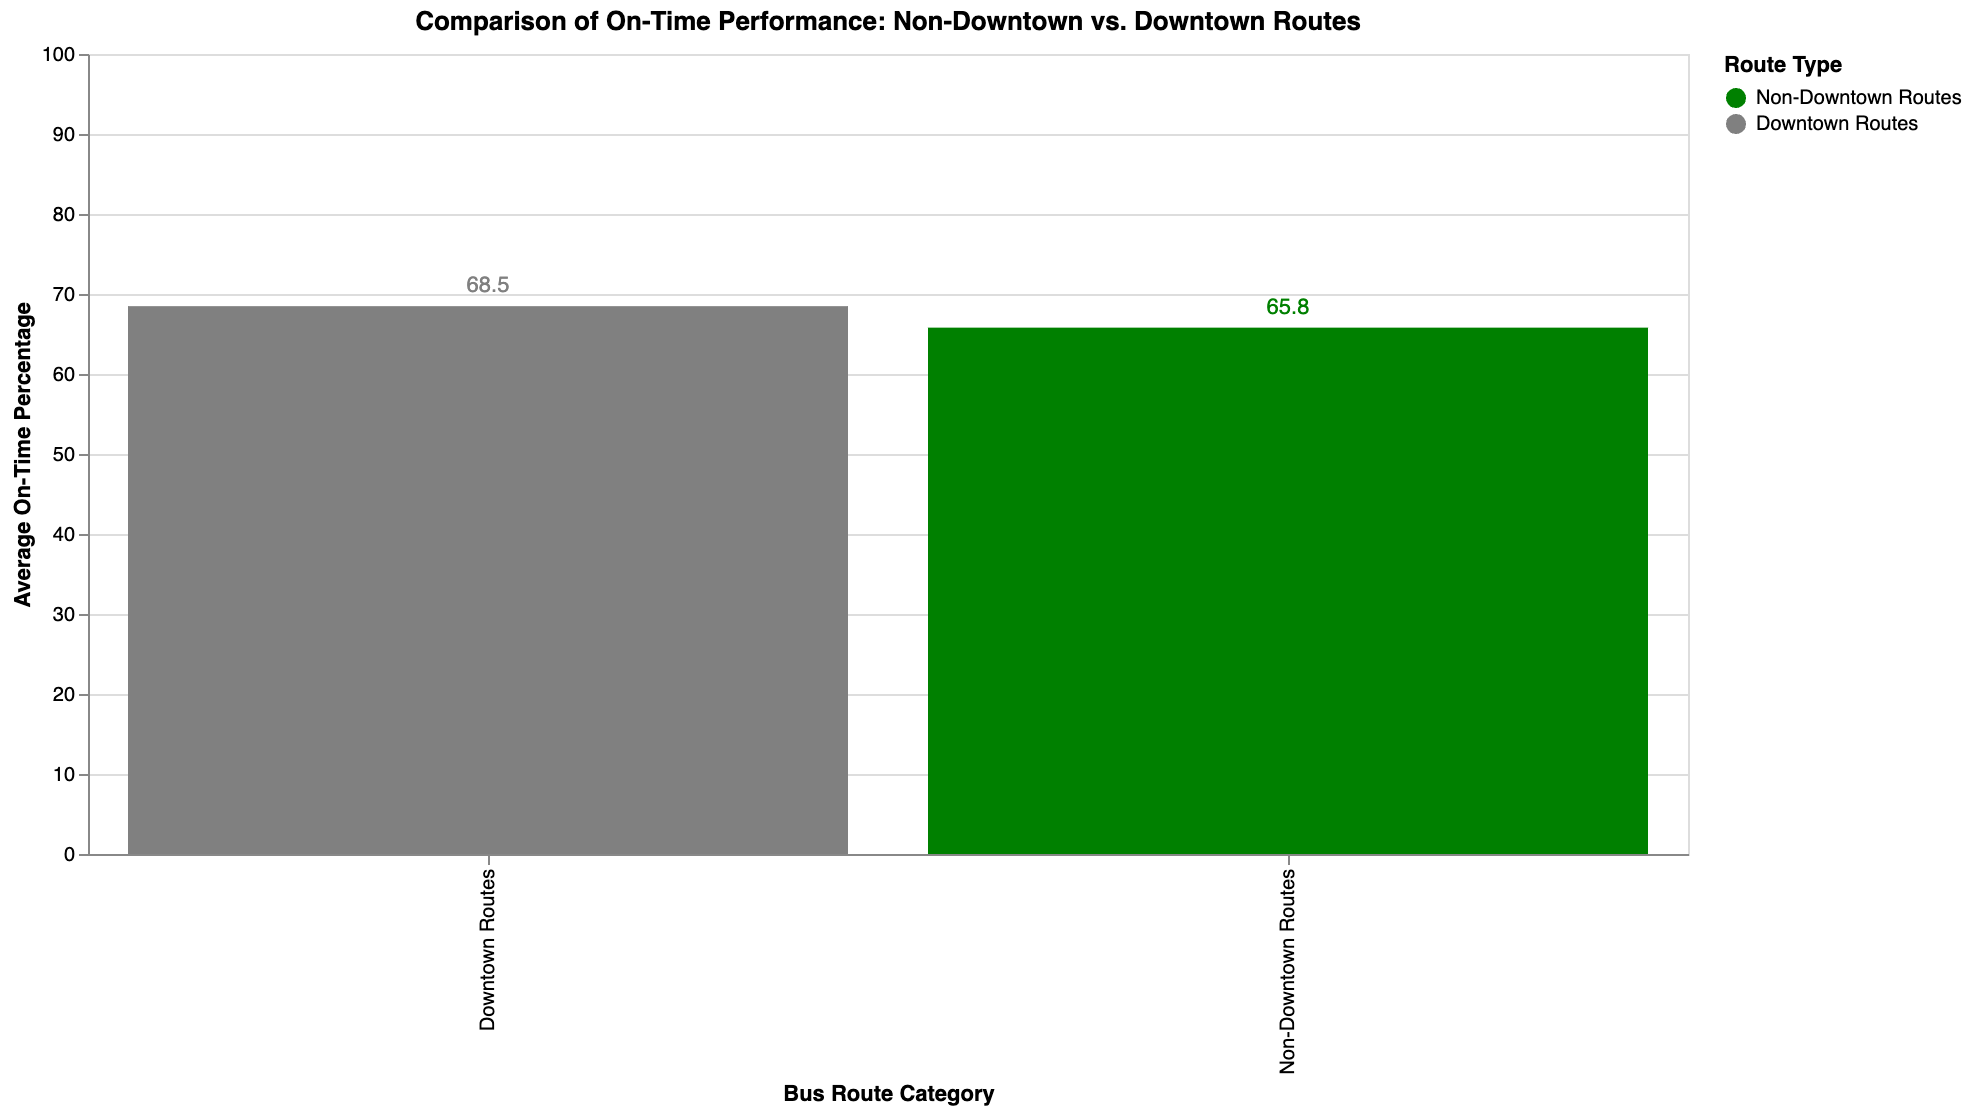 Comparison of On-Time Performance: Non-Downtown vs. Downtown Routes
Route Type
Non-Downtown Routes
Downtown Routes
Average On-Time Percentage
100
90
80
70
60
50
40
30
20
10
0
68.5
65.8
Downtown Routes
Non-Downtown Routes
Bus Route Category